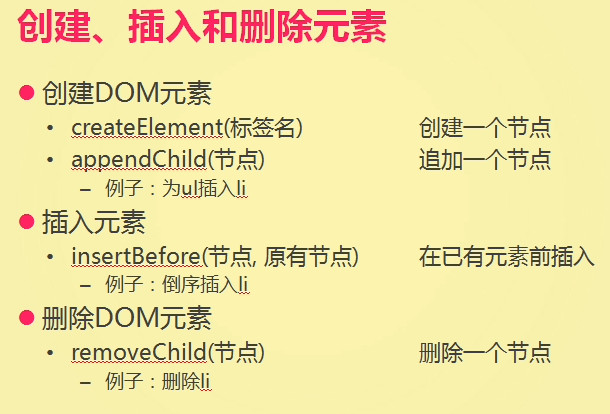 创建、插入和删除元素
创建DOM元素
createElement(标签名) 创建一个节点
appendChild(节点) 追加一个节点
– 例子：为ul插入li
插入元素
insertBefore(节点, 原有节点) 在已有元素前插入
– 例子：倒序插入li
删除DOM元素
removeChild(节点) 删除一个节点
– 例子：删除li